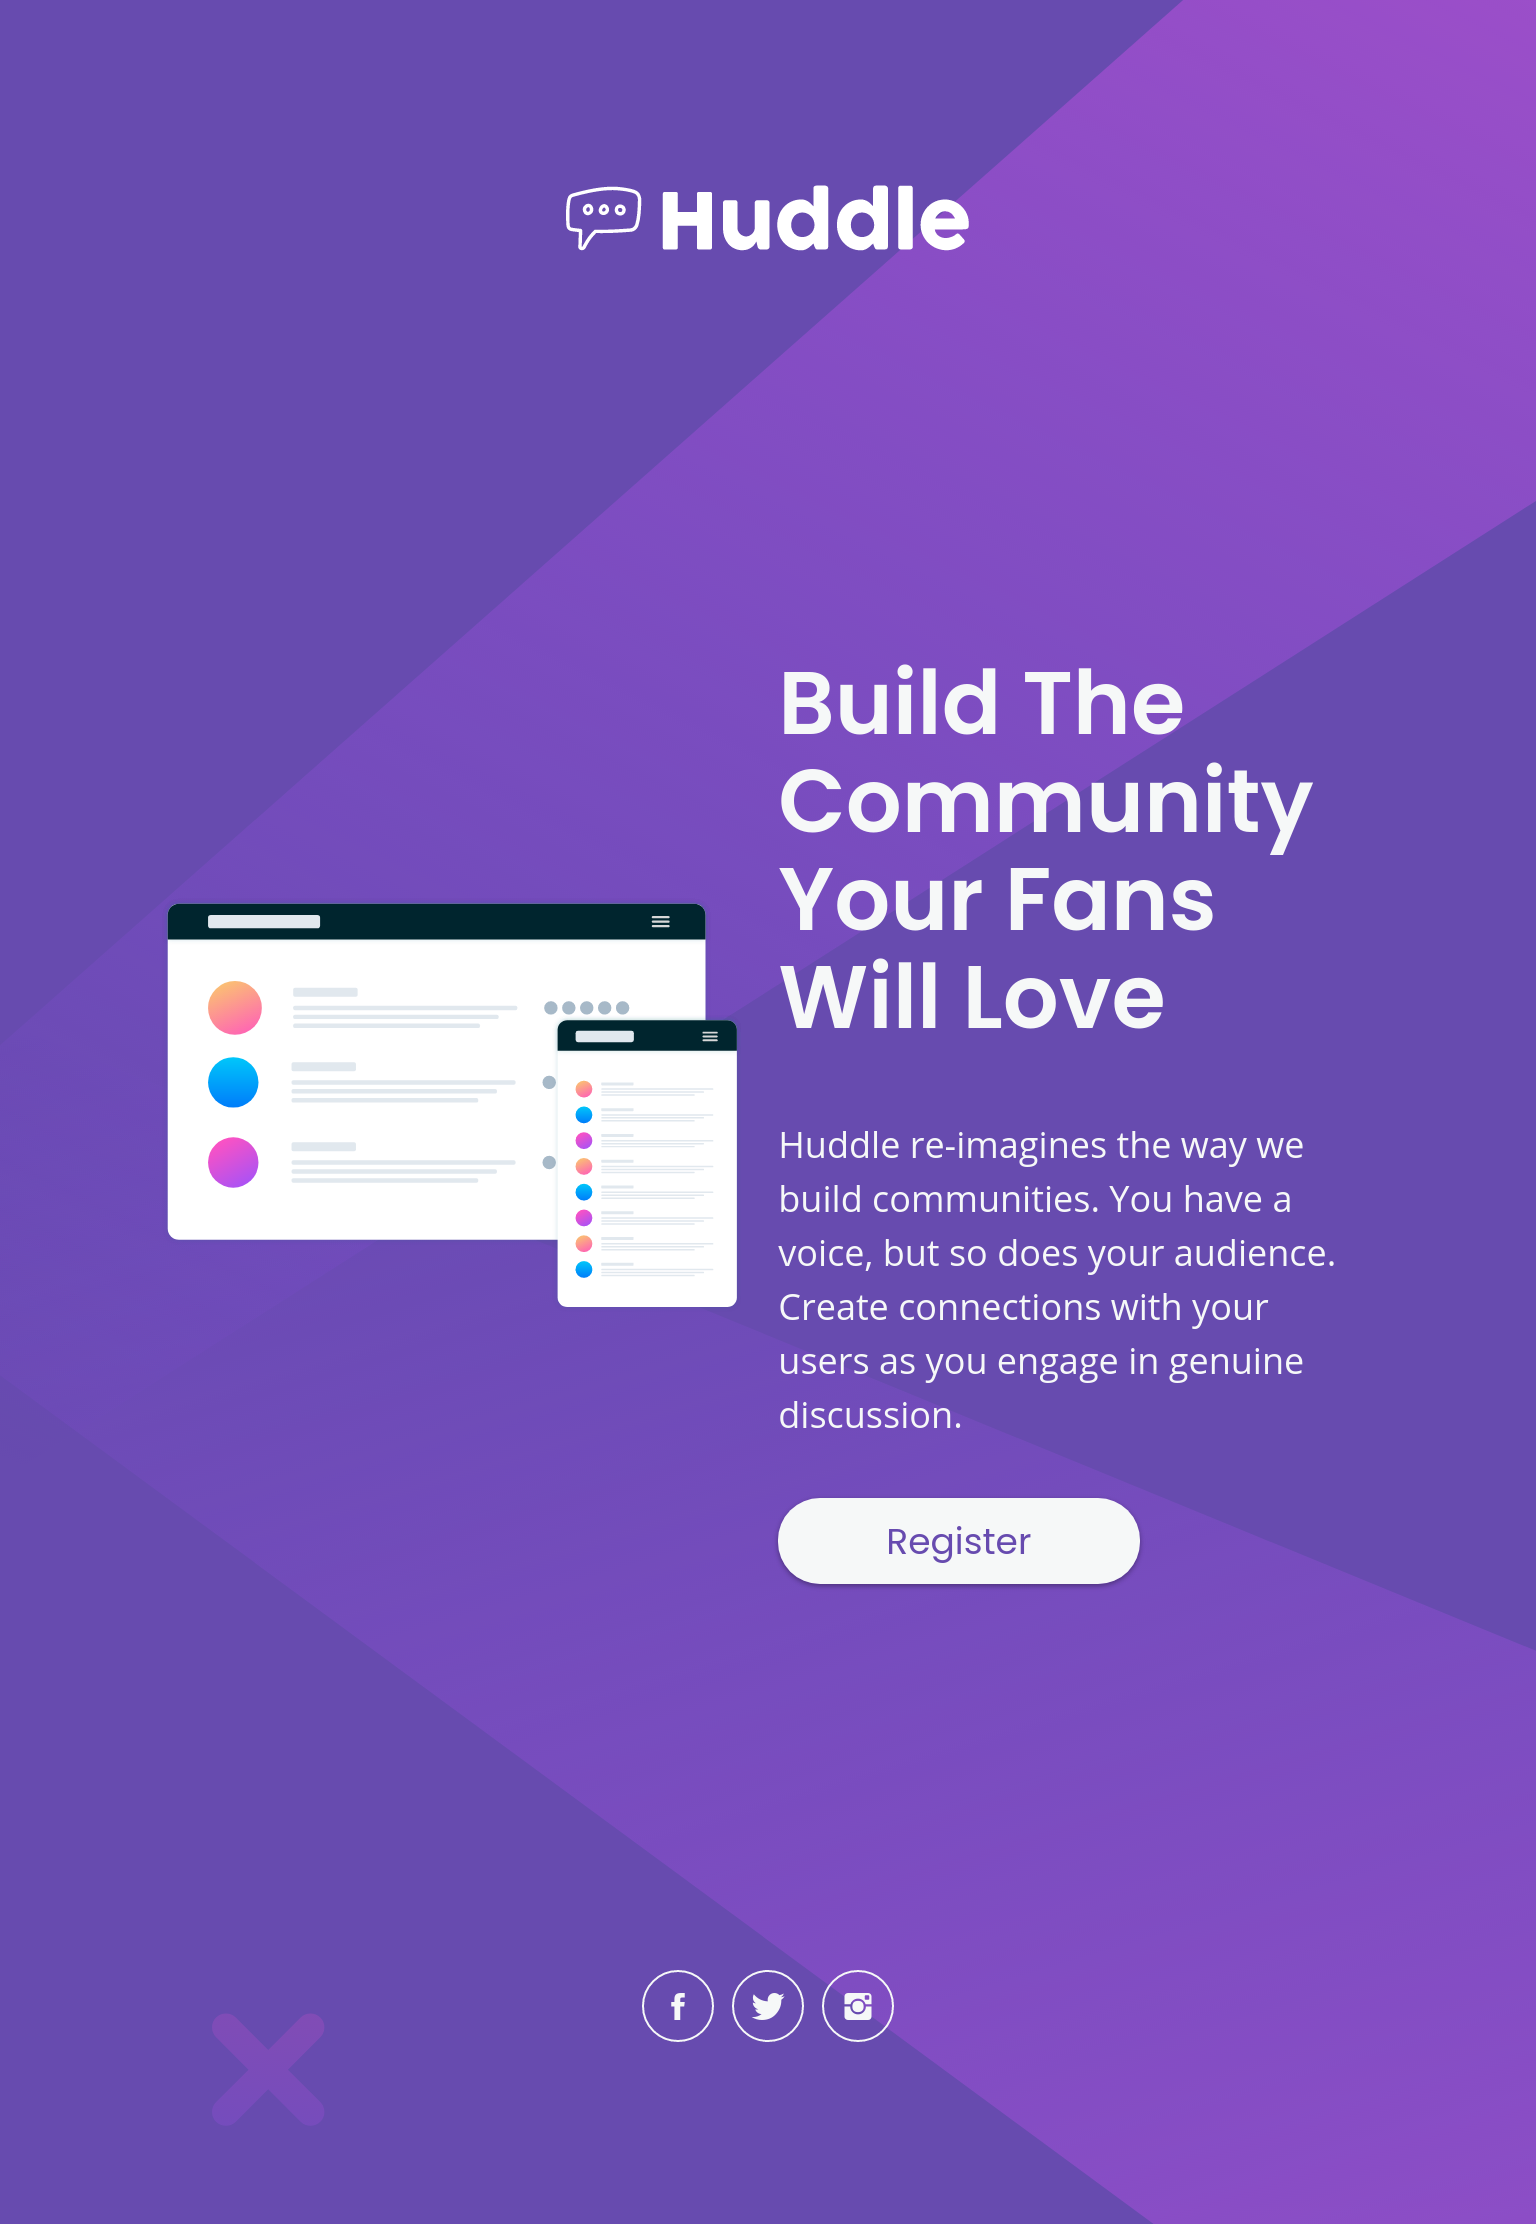 Huddle
Build The
Community
Your Fans
Will Love
Huddle re-imagines the way we
build communities. You have a
voice, but so does your audience.
Create connections with your
users as you engage in genuine
discussion.
Register